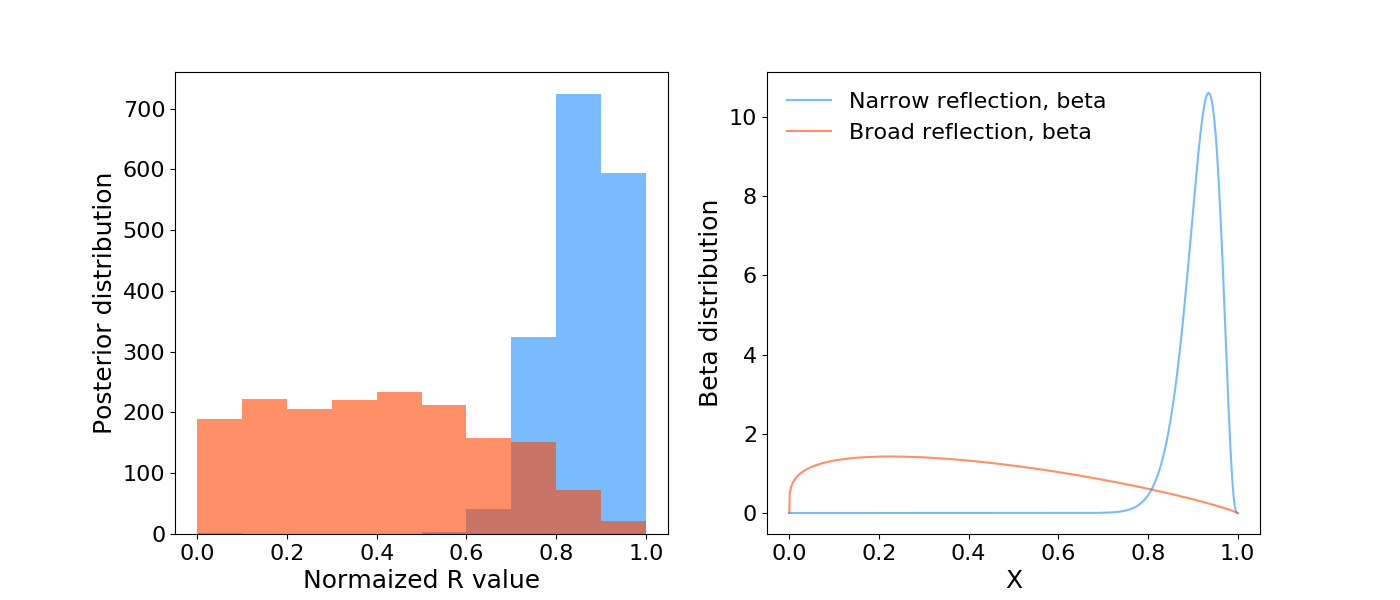 Posterior distribution
700
600
500
400
300
200
100
0
0.0 0.2 0.4 0.6 0.8 1.0
Normaized R value
Beta distribution
10
8
6
4
2
0
Narrow reflection, beta
Broad reflection, beta
0.0 0.2 0.4 0.6 0.8 1.0
X